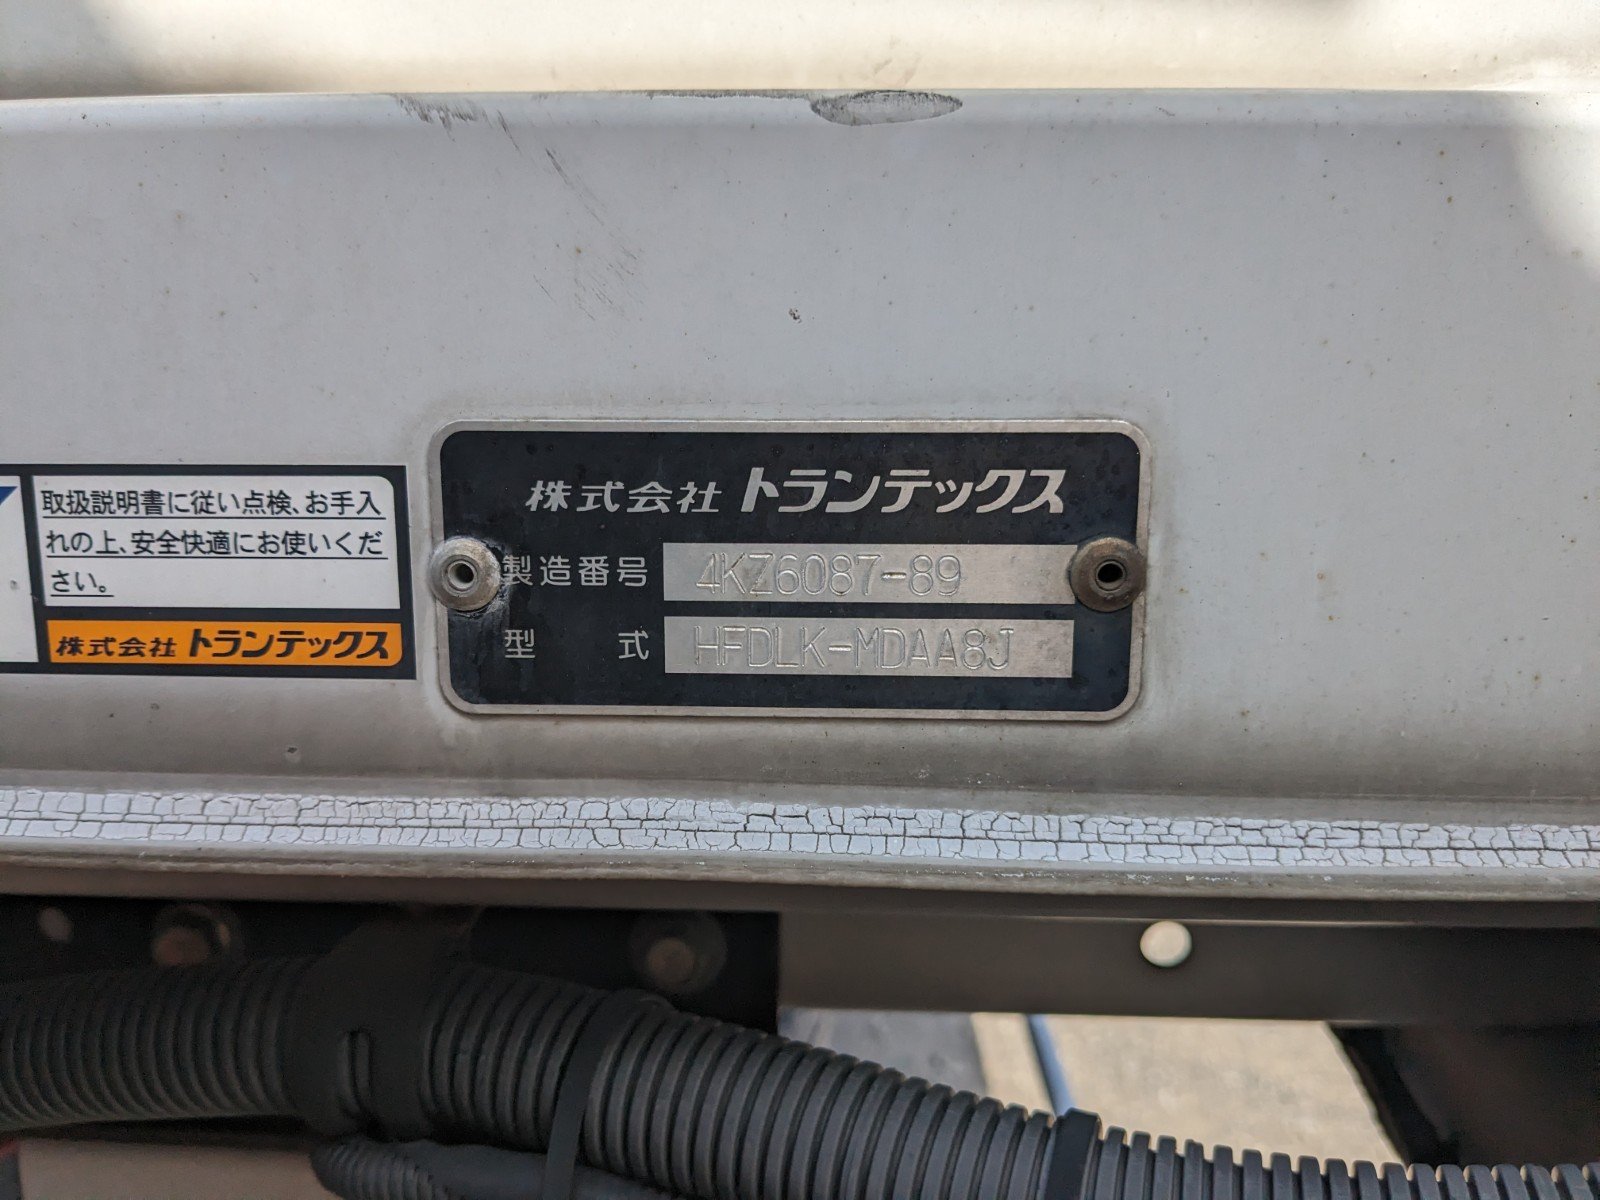 取扱説明書に従い点検、お手入
れの上、安全快適にお使いくだ
さい。
株式会社 トランテックス
株式会社 トランテックス
製造番号 4KZ6087-89
型 式 HFDLK-MDAA8J